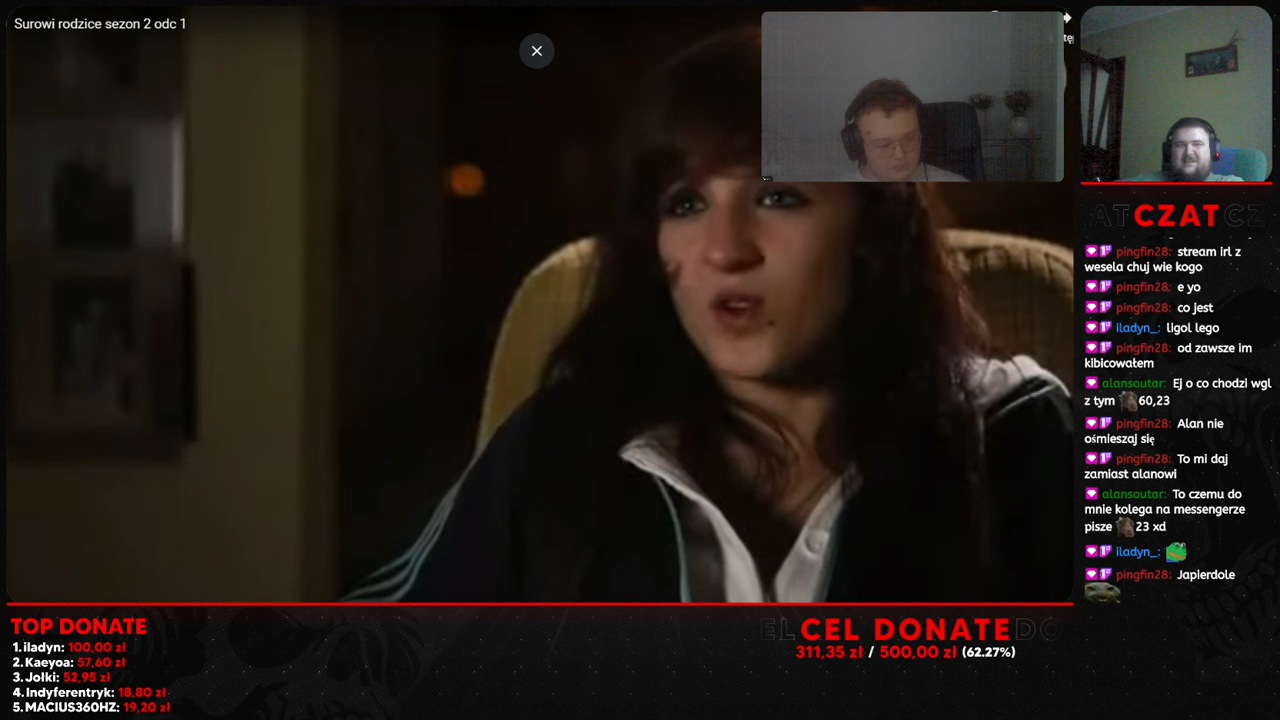 Surowi rodzice sezon 2 odc 1
CZAT
pingfin28: stream irl z
wesela chuj wie kogo
pingfin28: e yo
pingfin28: co jest
iladyn_: ligol lego
pingfin28: od zawsze im
kibicowałem
alansoutar: Ej o co chodzi wgl
z tym 60,23
pingfin28: Alan nie
ośmieszaj się
pingfin28: To mi daj
zamiast alanowi
alansoutar: To czemu do
mnie kolega na messengerze
pisze 23 xd
iladyn_:
pingfin28: Japierdole
TOP DONATE
1.iladyn: 100,00 zł
2.Kaeyoa: 57,60 zł
3.Jołki: 52,95 zł
4.Indyferentryk: 18,80 zł
5.MACIUS360HZ: 19,20 zł
CEL DONATE
311,35 zł / 500,00 zł (62.27%)